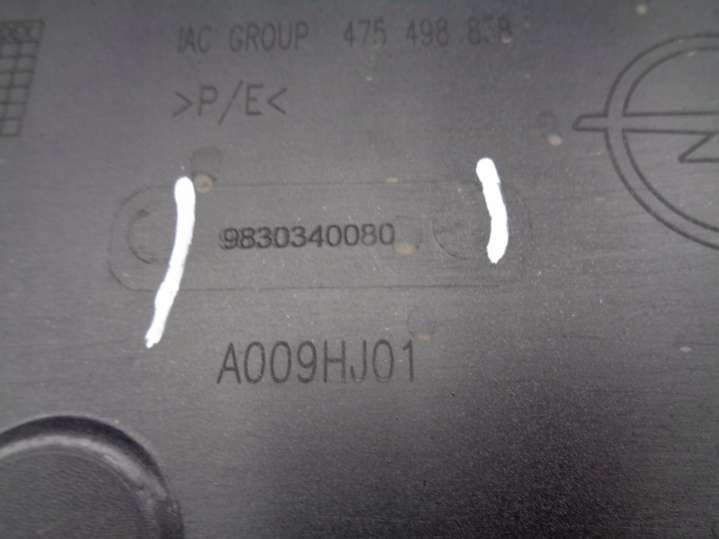 IAC GROUP 475 498 838
>P/E<
9830340080
A009HJ01